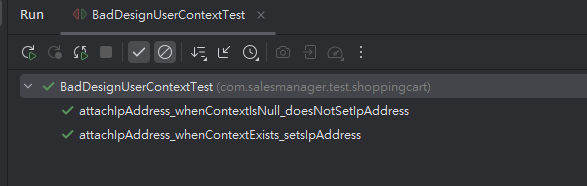 Run
BadDesignUserContextTest
BadDesignUserContextTest (com.salesmanager.test.shoppingcart)
attachIpAddress_whenContextIsNull_doesNotSetIpAddress
attachIpAddress_whenContextExists_setsIpAddress